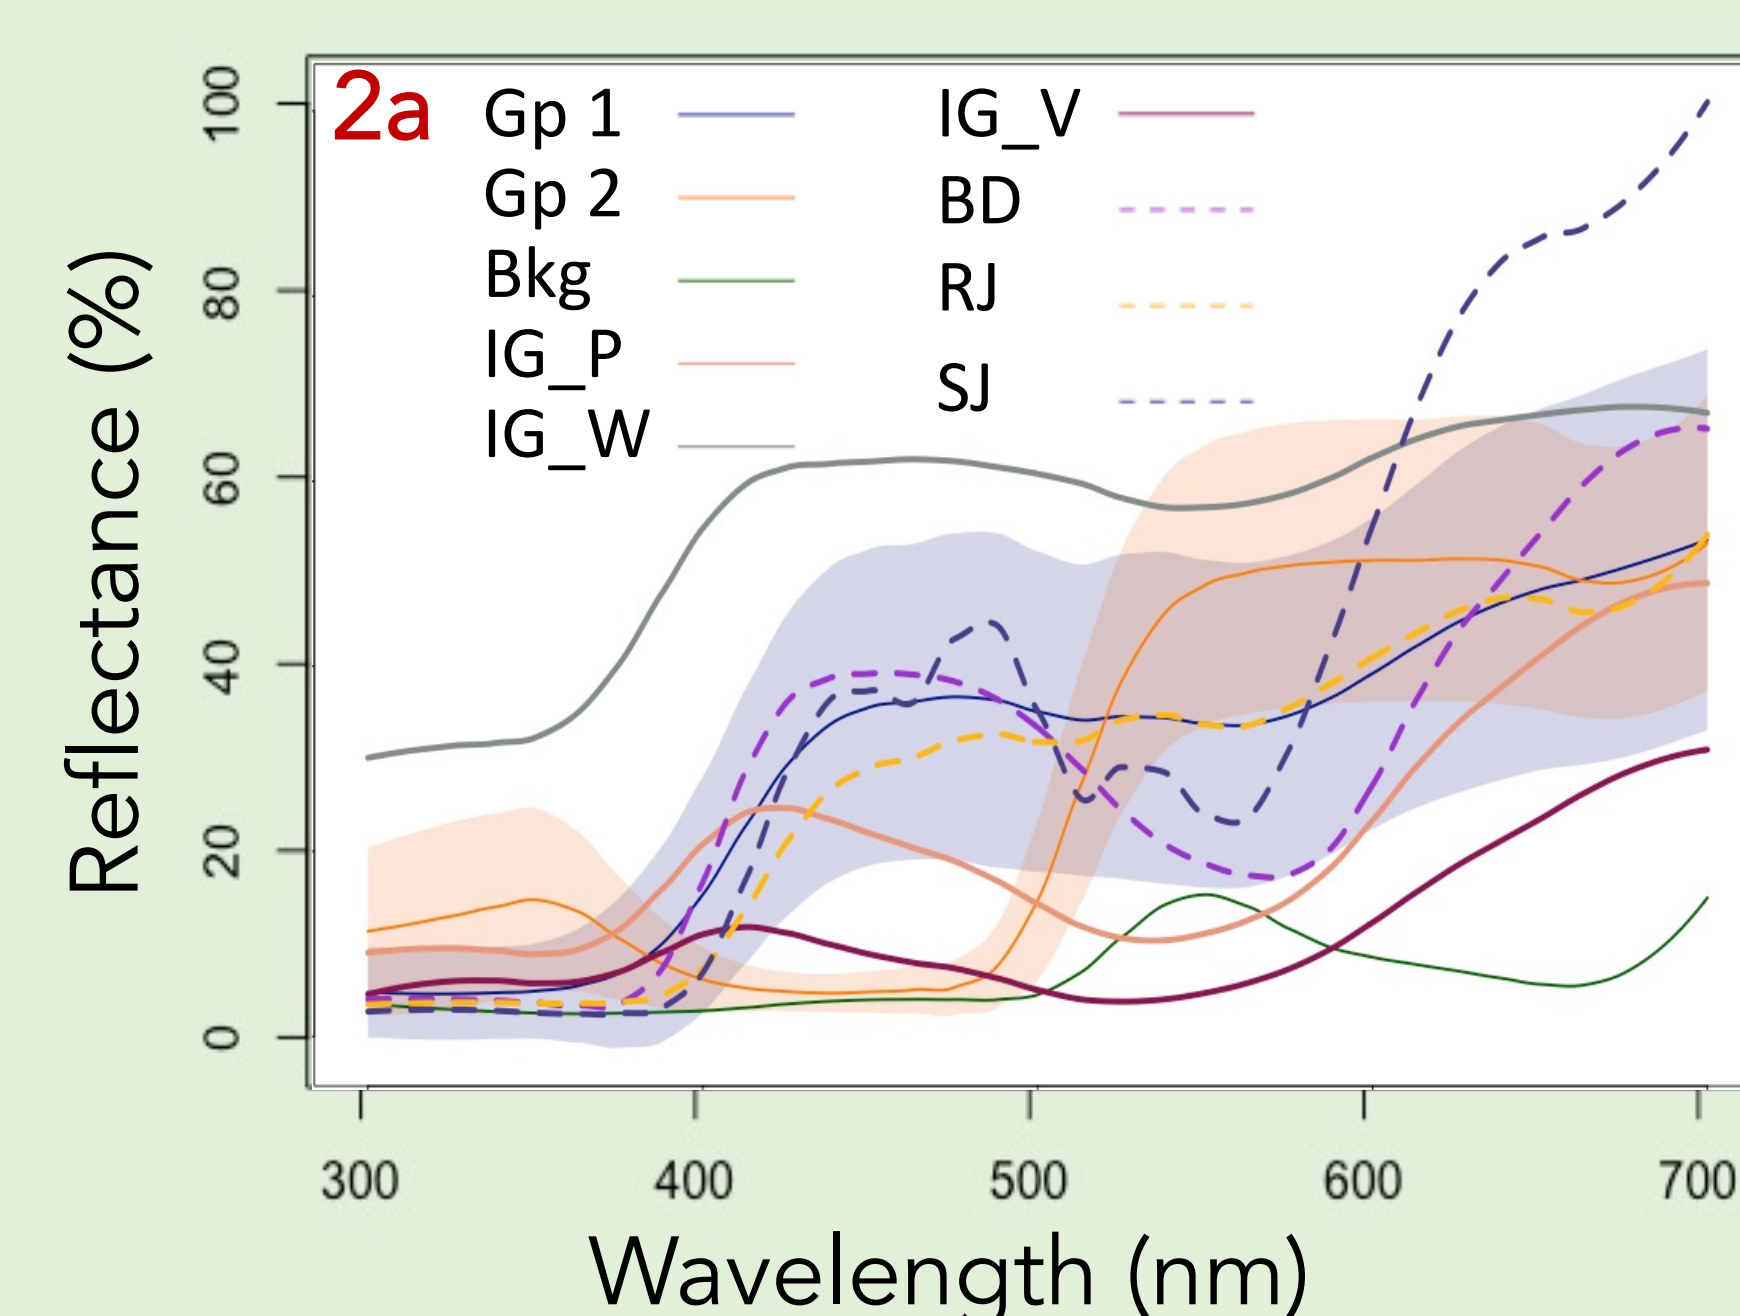 2a
Gp 1
Gp 2
Bkg
IG_P
IG_W
IG_V
BD
RJ
SJ
Reflectance (%)
100
80
60
40
20
0
300 400 500 600 700
Wavelength (nm)